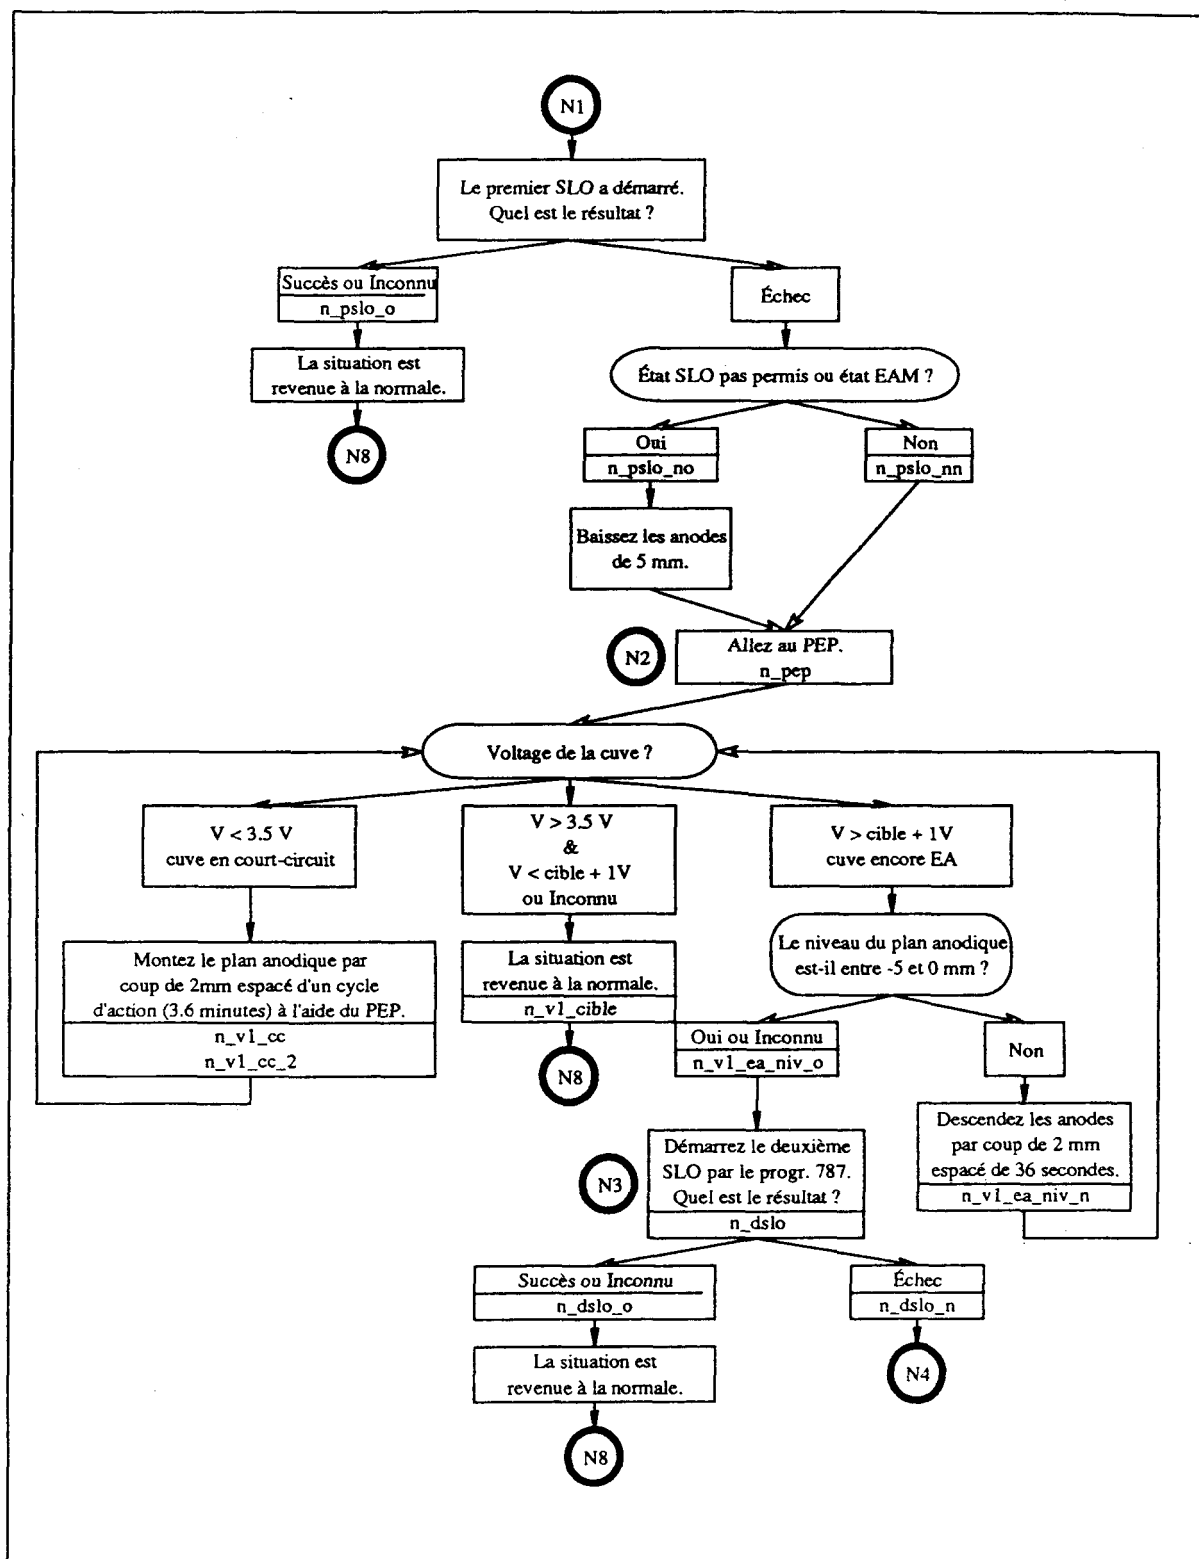 N1
Le premier SLO a démarré.
Quel est le résultat ?
Succès ou Inconnu
n_pslo_o
Échec
La situation est
revenue à la normale.
État SLO pas permis ou état EAM ?
N8
Oui
n_pslo_no
Non
n_pslo_nn
Baissez les anodes
de 5 mm.
N2
Allez au PEP.
n_pep
Voltage de la cuve ?
V < 3.5 V
cuve en court-circuit
V > 3.5 V
&
V < cible + 1V
ou Inconnu
V > cible + 1V
cuve encore EA
Montez le plan anodique par
coup de 2mm espacé d'un cycle
d'action (3.6 minutes) à l'aide du PEP.
n_v1_cc
n_v1_cc_2
La situation est
revenue à la normale.
n_v1_cible
N8
Le niveau du plan anodique
est-il entre -5 et 0 mm ?
Oui ou Inconnu
n_v1_ea_niv_o
Non
N3
Démarrez le deuxième
SLO par le progr. 787.
Quel est le résultat ?
n_dslo
Descendez les anodes
par coup de 2 mm
espacé de 36 secondes.
n_v1_ea_niv_n
Succès ou Inconnu
n_dslo_o
Échec
n_dslo_n
La situation est
revenue à la normale.
N4
N8